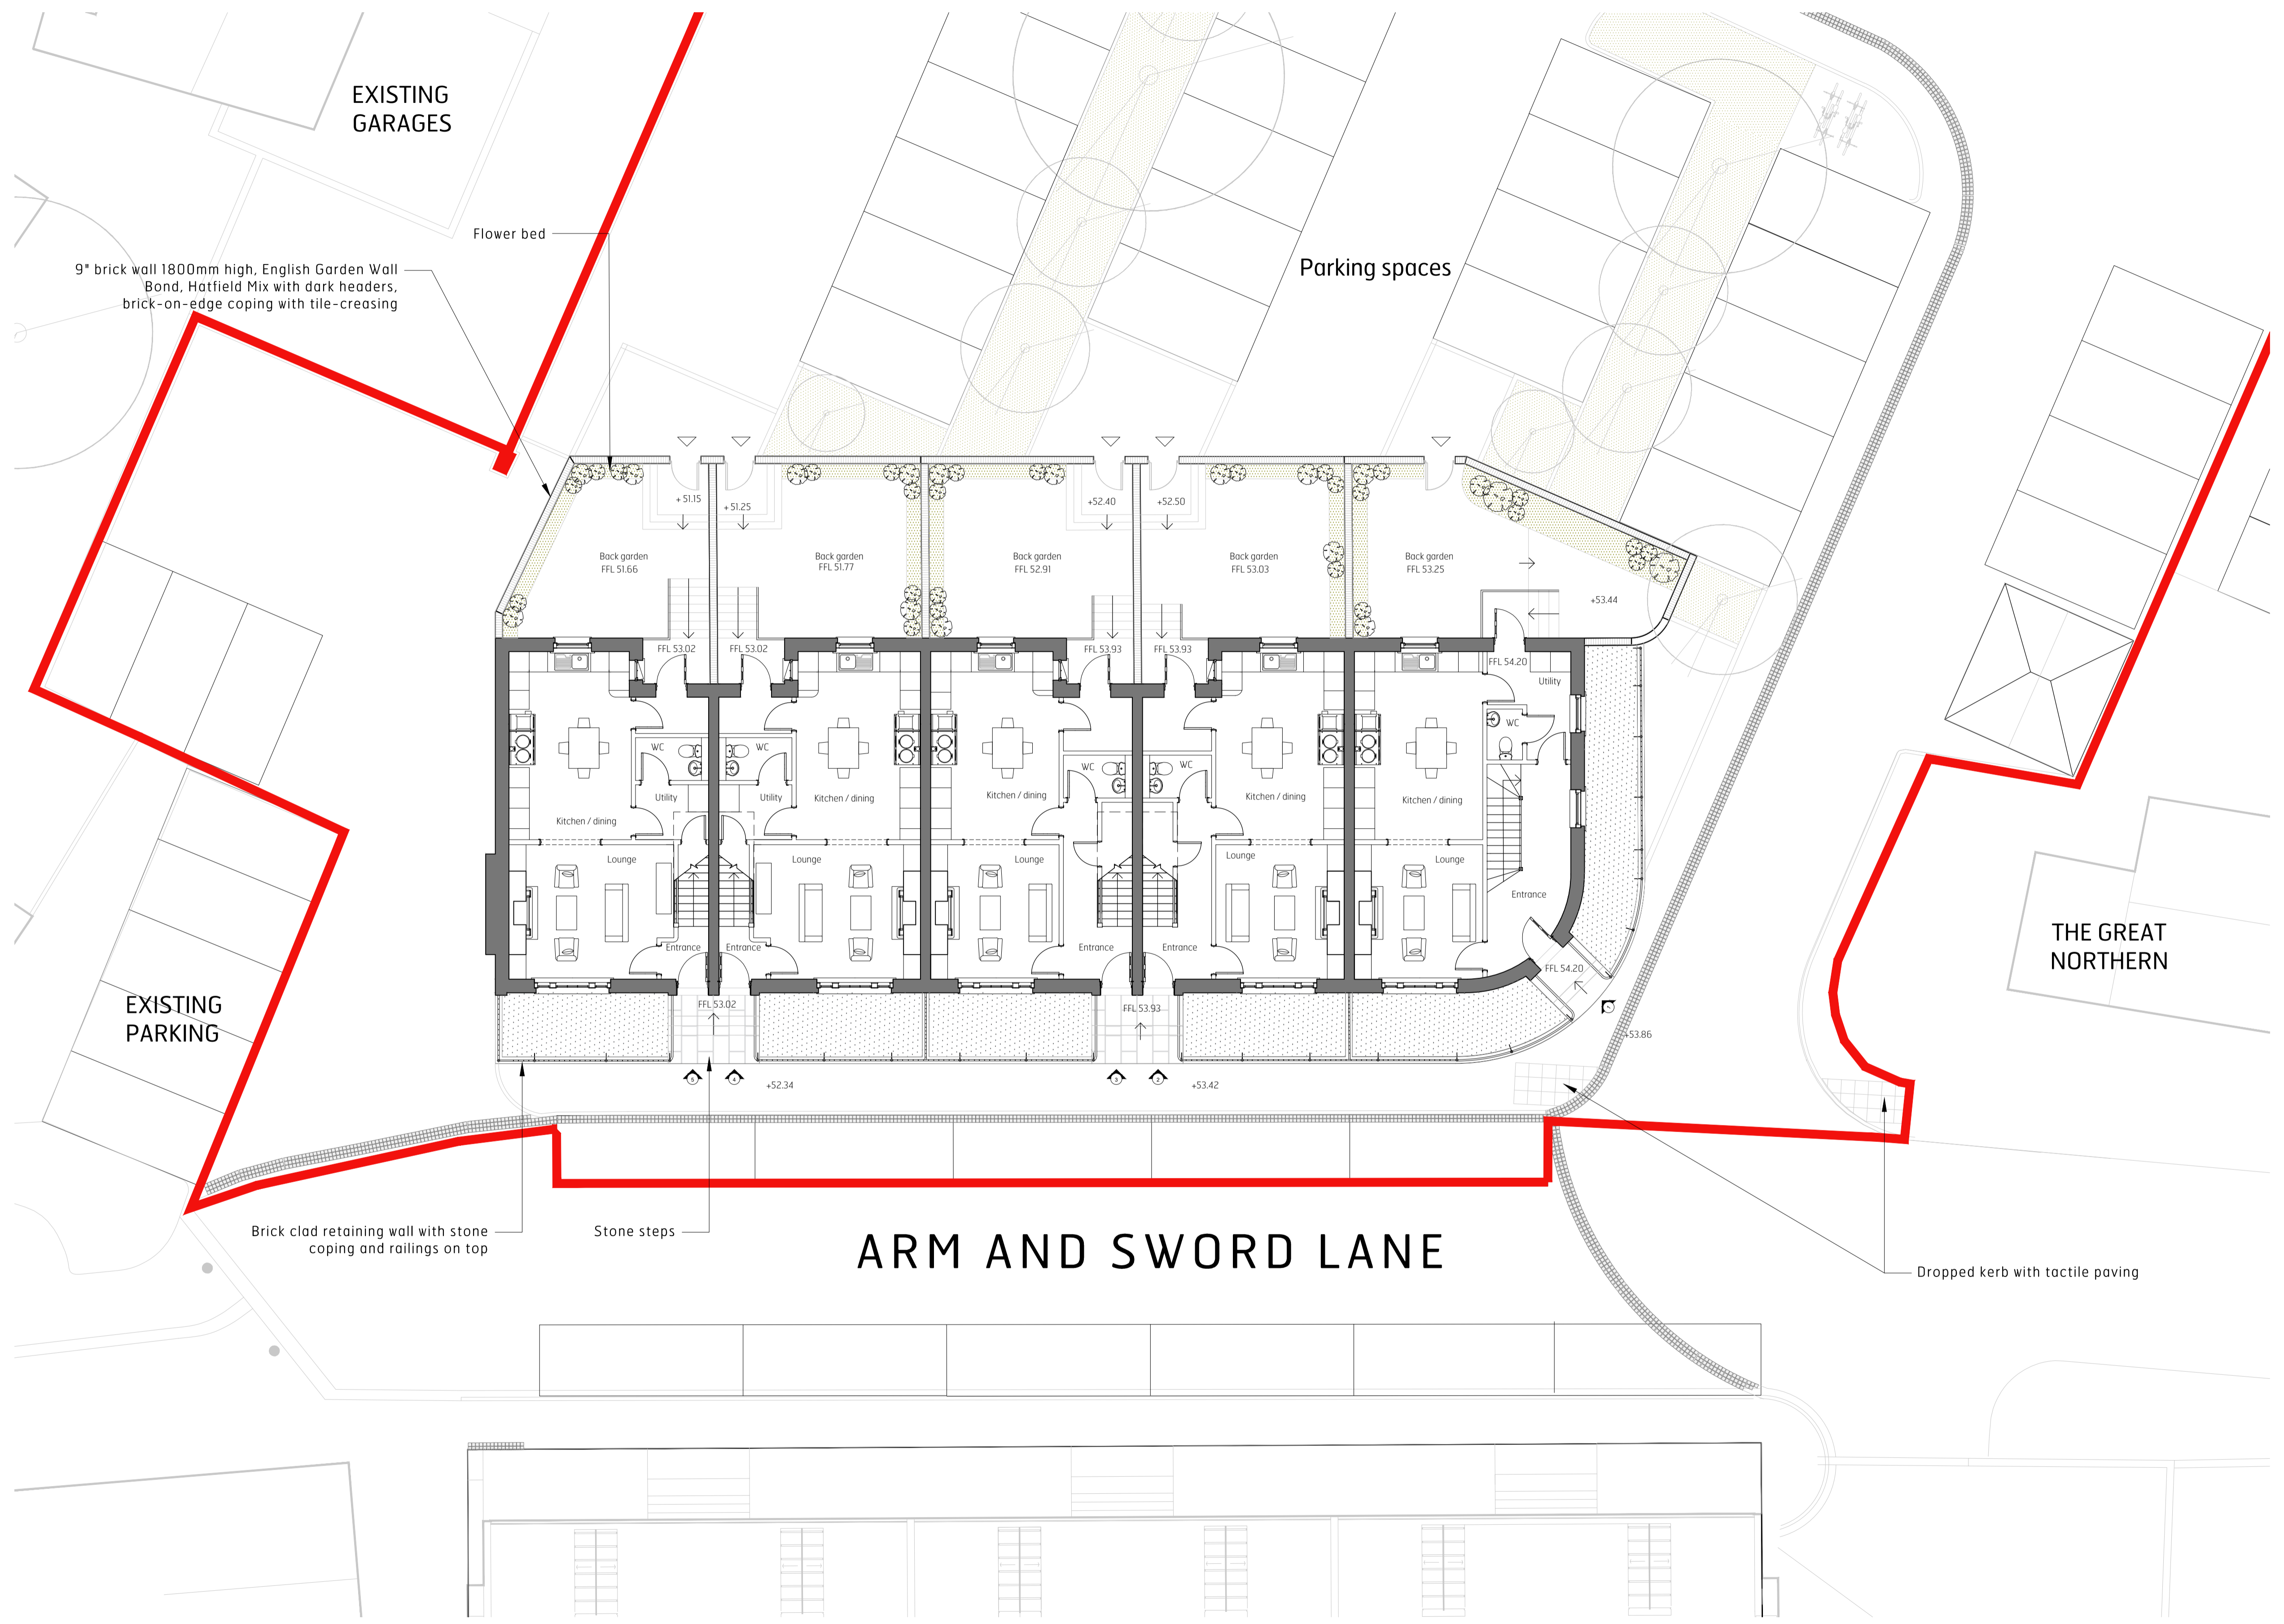 EXISTING
GARAGES
Flower bed
9" brick wall 1800mm high, English Garden Wall
Bond, Hatfield Mix with dark headers,
brick-on-edge coping with tile-creasing
Parking spaces
+ 51.15
+ 51.25
+52.40
+52.50
Back garden
FFL 51.66
Back garden
FFL 51.77
Back garden
FFL 52.91
Back garden
FFL 53.03
Back garden
FFL 53.25
+53.44
FFL 53.02
FFL 53.02
FFL 53.93
FFL 53.93
FFL 54.20
Utility
WC
WC
WC
WC
WC
Utility
Utility
Kitchen / dining
Kitchen / dining
Kitchen / dining
Kitchen / dining
Kitchen / dining
Lounge
Lounge
Lounge
Lounge
Lounge
Entrance
Entrance
Entrance
Entrance
Entrance
FFL 54.20
FFL 53.02
FFL 53.93
+53.86
5
4
3
2
+52.34
+53.42
EXISTING
PARKING
THE GREAT
NORTHERN
Brick clad retaining wall with stone
coping and railings on top
Stone steps
ARM AND SWORD LANE
Dropped kerb with tactile paving